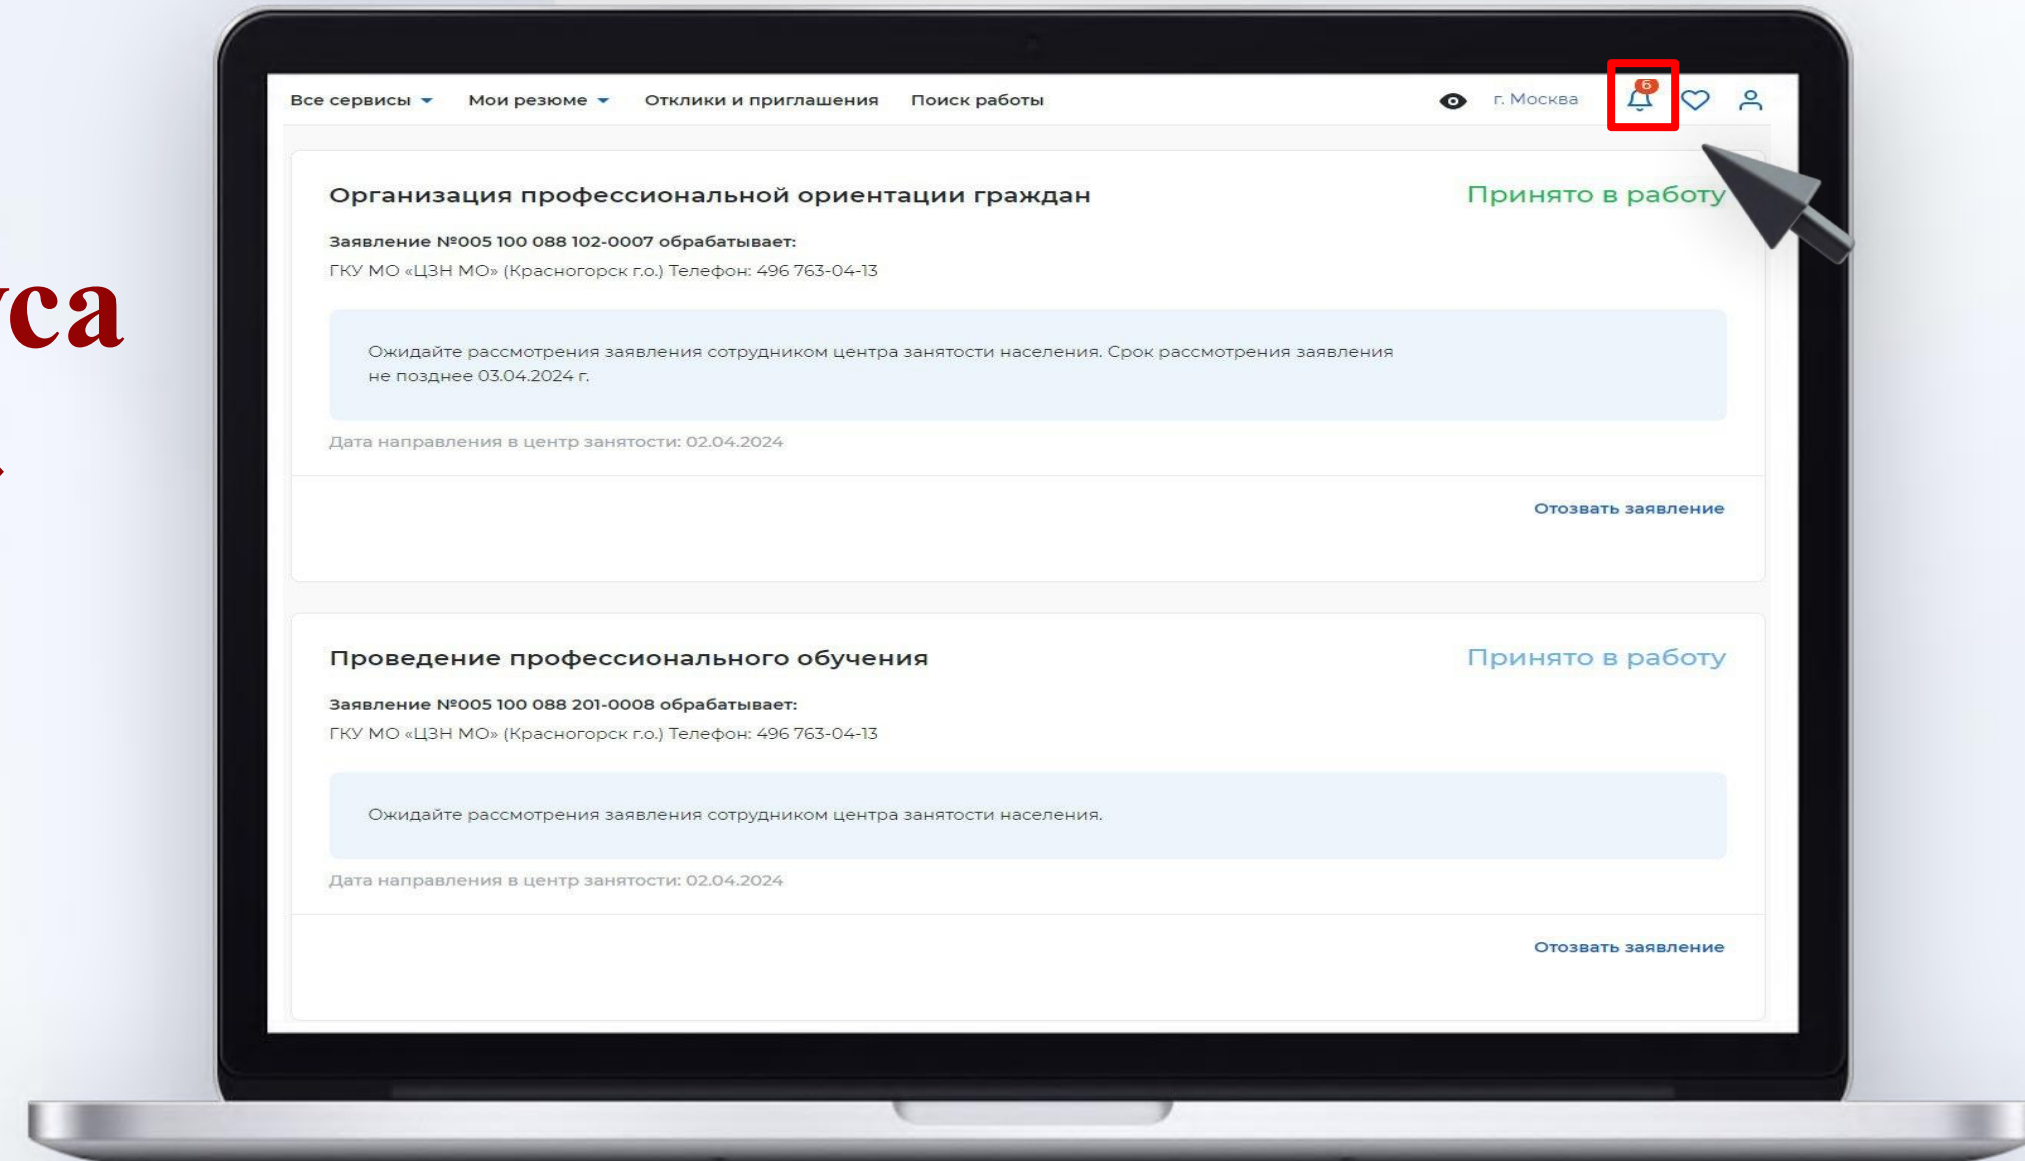 Все сервисы Мои резюме Отклики и приглашения Поиск работы г. Москва 6
Организация профессиональной ориентации граждан Принято в работу
Заявление №005 100 088 102-0007 обрабатывает:
ГКУ МО «ЦЗН МО» (Красногорск г.о.) Телефон: 496 763-04-13
уса
Ожидайте рассмотрения заявления сотрудником центра занятости населения. Срок рассмотрения заявления
не позднее 03.04.2024 г.
Дата направления в центр занятости: 02.04.2024
Отозвать заявление
Проведение профессионального обучения Принято в работу
Заявление №005 100 088 201-0008 обрабатывает:
ГКУ МО «ЦЗН МО» (Красногорск г.о.) Телефон: 496 763-04-13
Ожидайте рассмотрения заявления сотрудником центра занятости населения.
Дата направления в центр занятости: 02.04.2024
Отозвать заявление